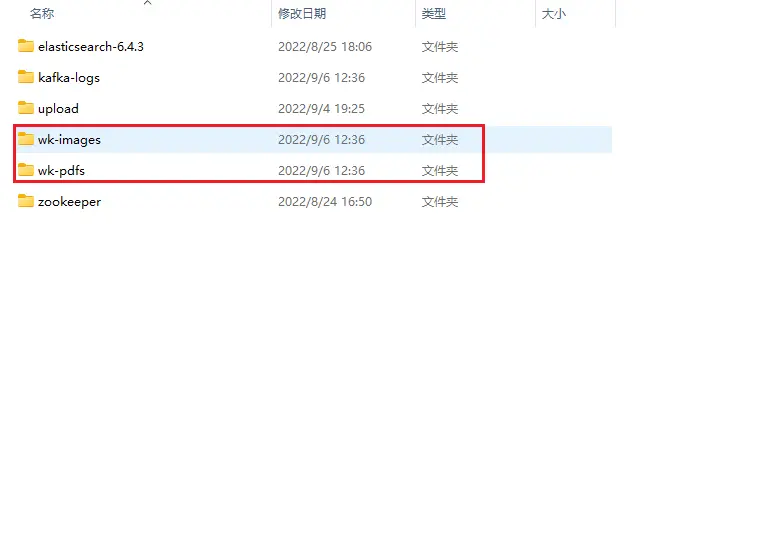 名称 修改日期 类型 大小
elasticsearch-6.4.3 2022/8/25 18:06 文件夹
kafka-logs 2022/9/6 12:36 文件夹
upload 2022/9/4 19:25 文件夹
wk-images 2022/9/6 12:36 文件夹
wk-pdfs 2022/9/6 12:36 文件夹
zookeeper 2022/8/24 16:50 文件夹